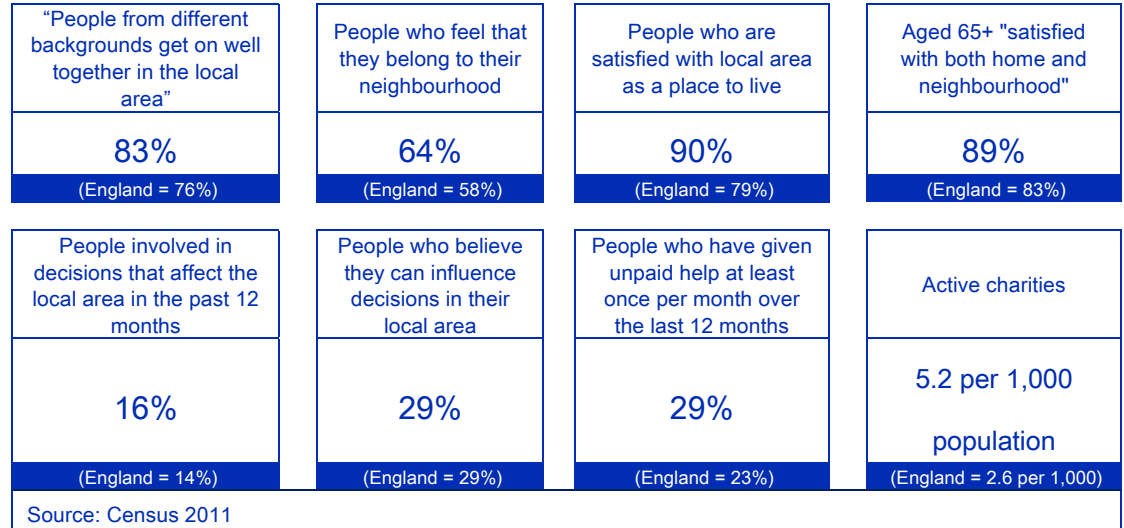 “People from different
backgrounds get on well
together in the local
area”
83%
(England = 76%)
People who feel that
they belong to their
neighbourhood
64%
(England = 58%)
People who are
satisfied with local area
as a place to live
90%
(England = 79%)
Aged 65+ "satisfied
with both home and
neighbourhood"
89%
(England = 83%)
People involved in
decisions that affect the
local area in the past 12
months
16%
(England = 14%)
People who believe
they can influence
decisions in their
local area
29%
(England = 29%)
People who have given
unpaid help at least
once per month over
the last 12 months
29%
(England = 23%)
Active charities
5.2 per 1,000
population
(England = 2.6 per 1,000)
Source: Census 2011